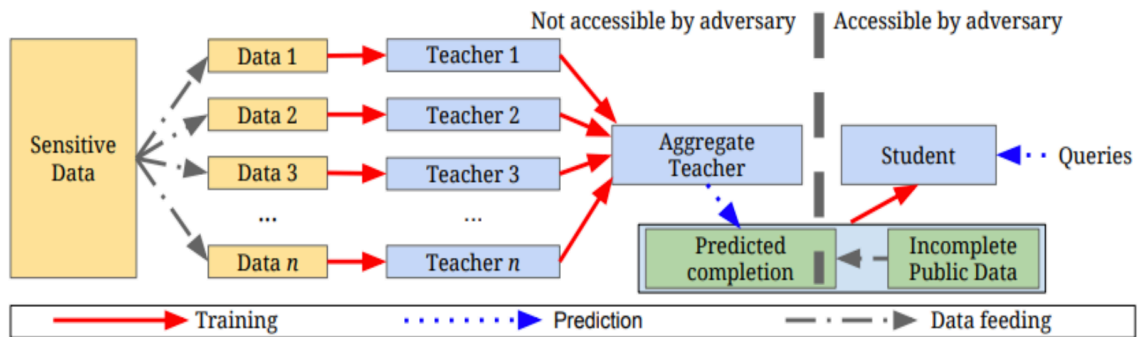 Not accessible by adversary
Accessible by adversary
Sensitive
Data
Data 1
Teacher 1
Data 2
Teacher 2
Data 3
Teacher 3
...
...
Data n
Teacher n
Aggregate
Teacher
Student
Queries
Predicted
completion
Incomplete
Public Data
Training
Prediction
Data feeding